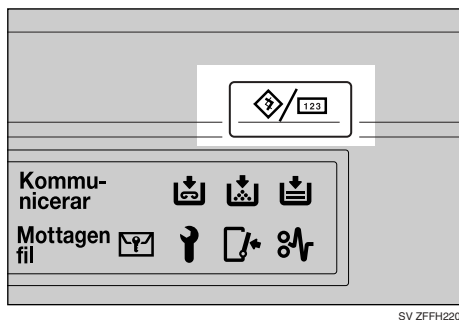 123
Kommu-
nicerar
Mottagen
fil
SV ZFFH220